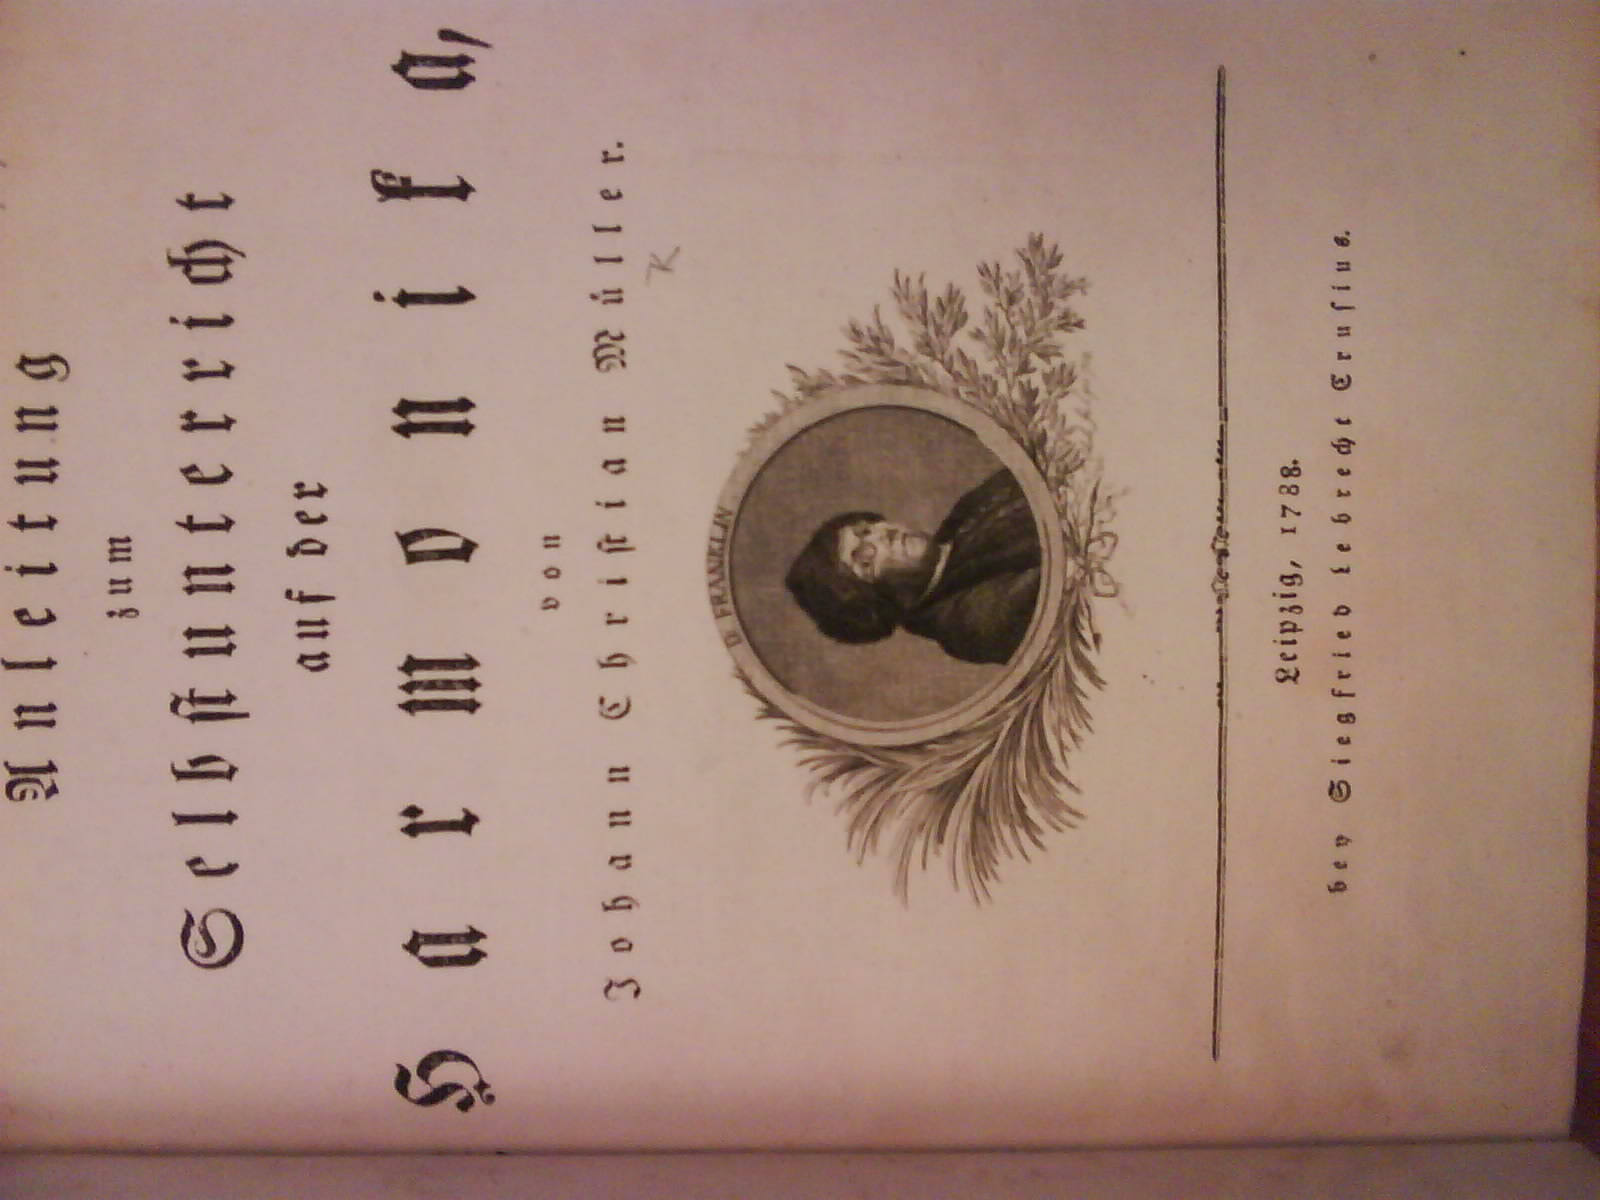 Anleitung
zum
Selbstunterricht
auf der
Harmonika,
von
Johann Christian Müller.
K
D FRANKLIN.
Leipzig, 1788.
bey Siegfried Lebrecht Crusius.